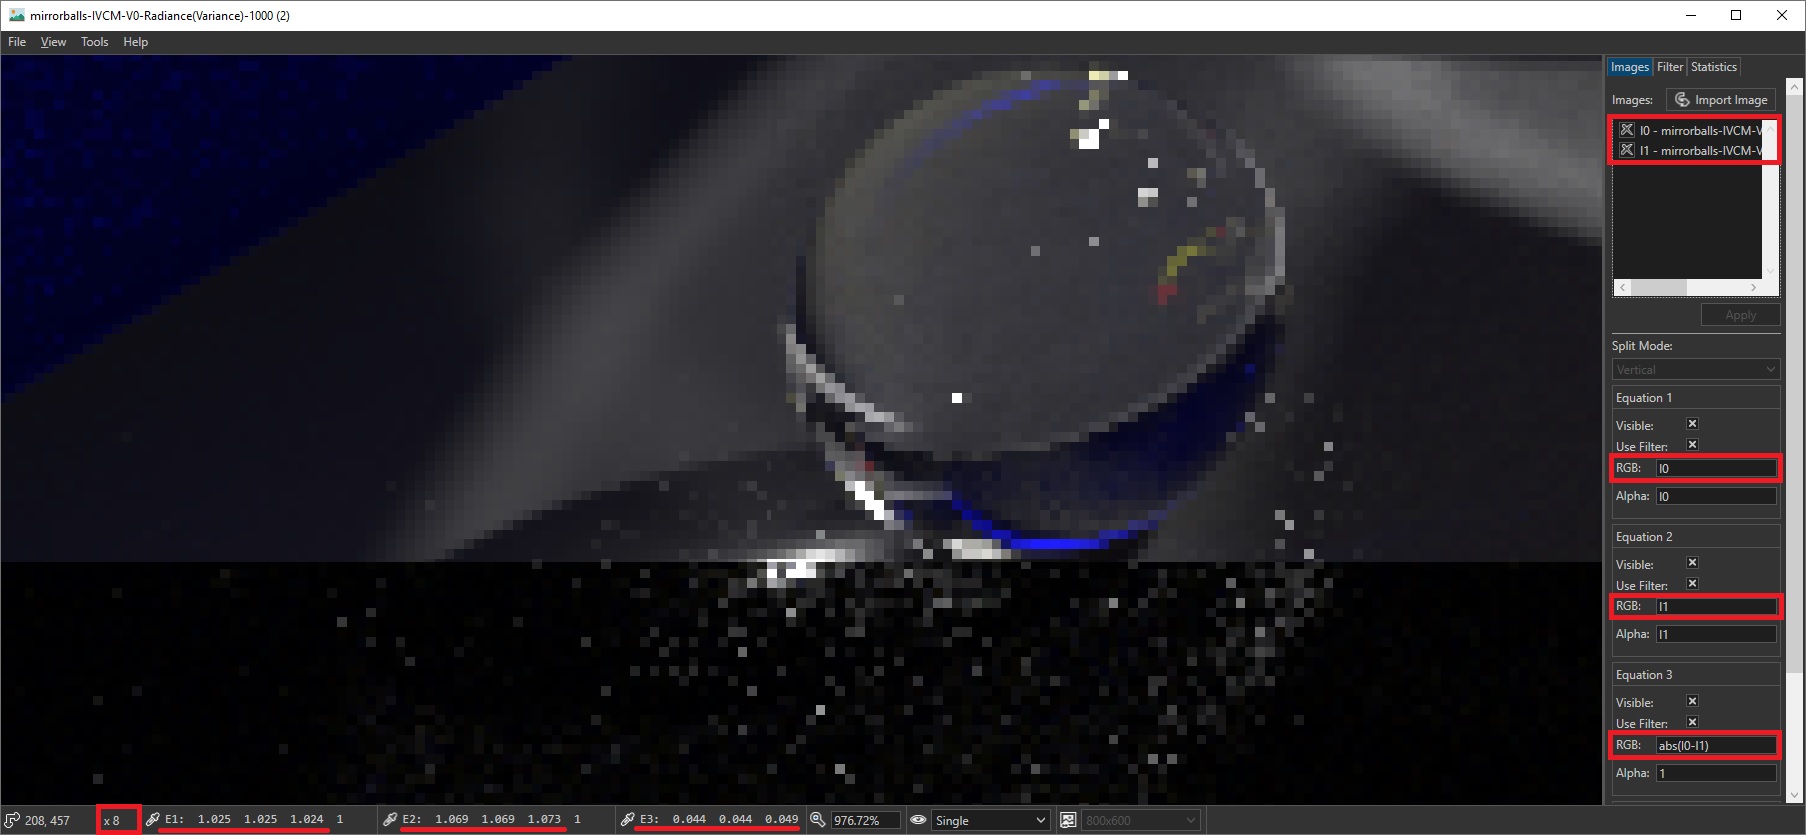 mirrorballs-IVCM-V0-Radiance(Variance)-1000 (2)
File View Tools Help
Images Filter Statistics
Images: Import Image
I0 - mirrorballs-IVCM-V
I1 - mirrorballs-IVCM-V
Apply
Split Mode:
Vertical
Equation 1
Visible:
Use Filter:
RGB: I0
Alpha: I0
Equation 2
Visible:
Use Filter:
RGB: I1
Alpha: I1
Equation 3
Visible:
Use Filter:
RGB: abs(I0-I1)
Alpha: 1
208, 457 x 8 E1: 1.025 1.025 1.024 1 E2: 1.069 1.069 1.073 1 E3: 0.044 0.044 0.049 976.72% Single 800x600